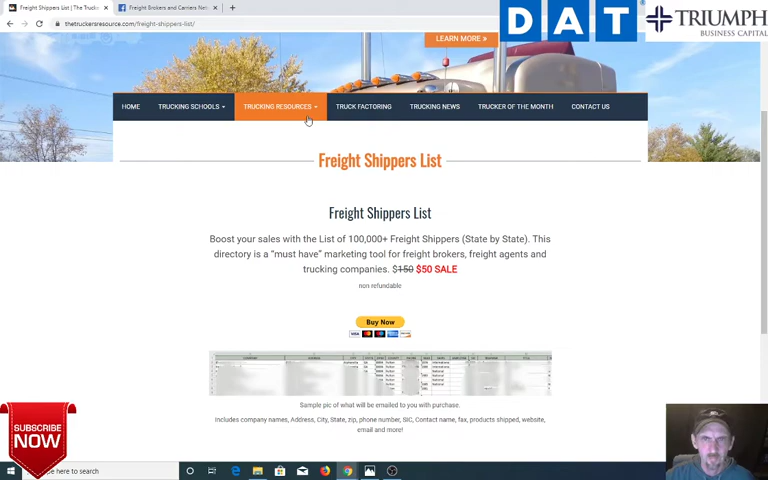 Freight Shippers List | The Trucke
Freight Brokers and Carriers Net
thetruckersresource.com/freight-shippers-list/
DAT
TRIUMPH
BUSINESS CAPITAL
LEARN MORE »
HOME TRUCKING SCHOOLS TRUCKING RESOURCES TRUCK FACTORING TRUCKING NEWS TRUCKER OF THE MONTH CONTACT US
Freight Shippers List
Freight Shippers List
Boost your sales with the List of 100,000+ Freight Shippers (State by State). This
directory is a “must have” marketing tool for freight brokers, freight agents and
trucking companies. $150 $50 SALE
non refundable
Buy Now
VISA
Sample pic of what will be emailed to you with purchase.
Includes company names, Address, City, State, zip, phone number, SIC, Contact name, fax, products shipped, website,
email and more!
SUBSCRIBE
NOW
here to search